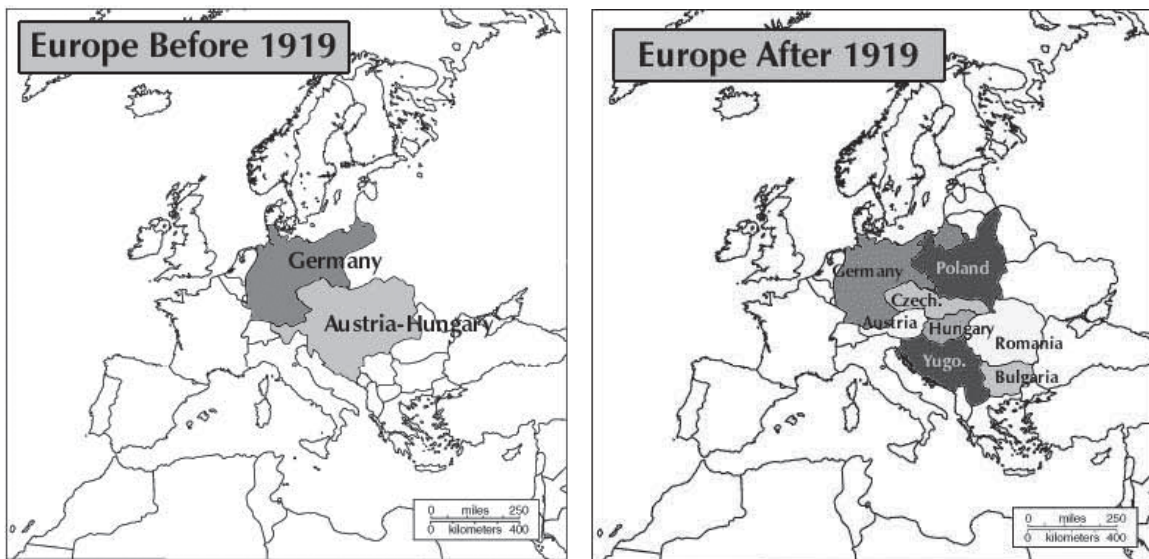 Europe Before 1919
Germany
Austria-Hungary
0 miles 250
0 kilometers 400
Europe After 1919
Germany
Poland
Czech.
Austria
Hungary
Romania
Yugo.
Bulgaria
0 miles 250
0 kilometers 400